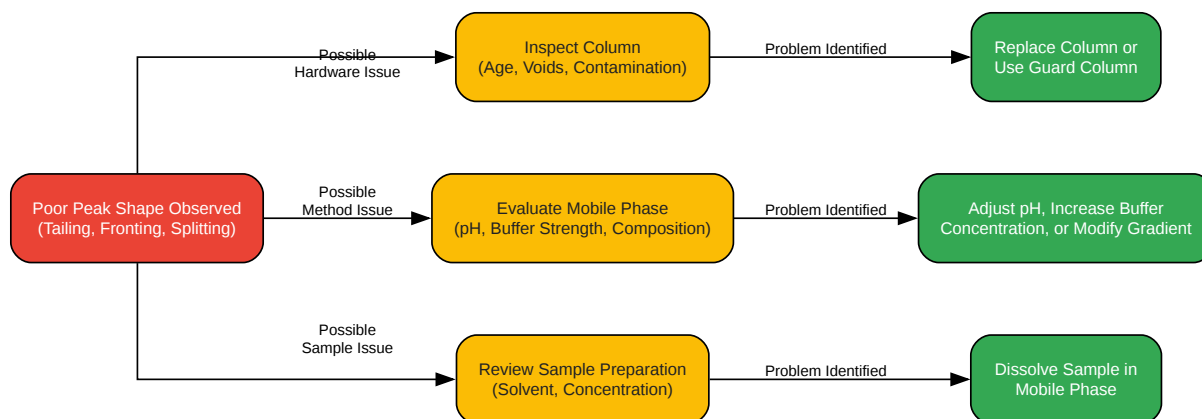 Possible
Hardware Issue
Inspect Column
(Age, Voids, Contamination)
Problem Identified
Replace Column or
Use Guard Column
Poor Peak Shape Observed
(Tailing, Fronting, Splitting)
Possible
Method Issue
Evaluate Mobile Phase
(pH, Buffer Strength, Composition)
Problem Identified
Adjust pH, Increase Buffer
Concentration, or Modify Gradient
Possible
Sample Issue
Review Sample Preparation
(Solvent, Concentration)
Problem Identified
Dissolve Sample in
Mobile Phase